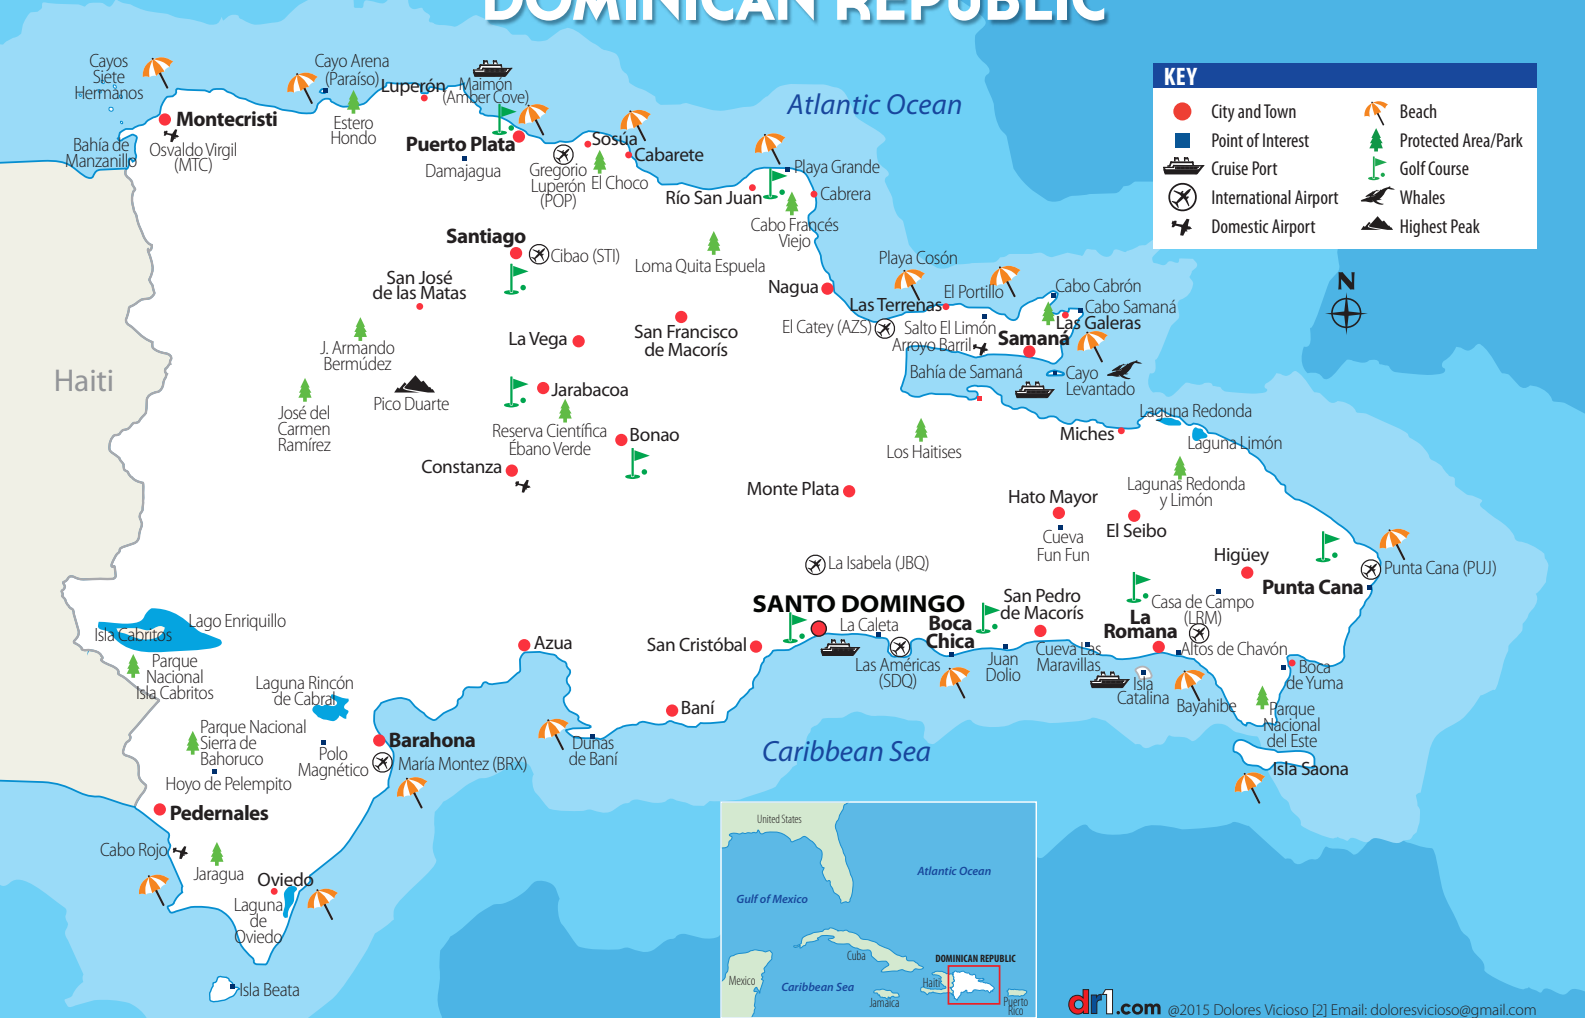 DOMINICAN REPUBLIC
KEY
City and Town
Point of Interest
Cruise Port
International Airport
Domestic Airport
Beach
Protected Area/Park
Golf Course
Whales
Highest Peak
N
Atlantic Ocean
Cayos
Siete
Hermanos
Cayo Arena
(Paraíso)
Luperón
Maimón
(Amber Cove)
Montecristi
Bahía de
Manzanillo
Osvaldo Virgil
(MTC)
Estero
Hondo
Puerto Plata
Damajagua
Sosúa
Cabarete
Gregorio
Luperón
(POP)
El Choco
Playa Grande
Río San Juan
Cabrera
Cabo Francés
Viejo
Santiago
Cibao (STI)
Loma Quita Espuela
San José
de las Matas
Nagua
Playa Cosón
El Portillo
Cabo Cabrón
Las Terrenas
Cabo Samaná
Las Galeras
El Catey (AZS)
Salto El Limón
Arroyo Barril
Samaná
La Vega
San Francisco
de Macorís
J. Armando
Bermúdez
Haiti
Pico Duarte
Jarabacoa
Bahía de Samaná
Cayo
Levantado
José del
Carmen
Ramírez
Reserva Científica
Ébano Verde
Bonao
Constanza
Los Haitises
Miches
Laguna Redonda
Laguna Limón
Lagunas Redonda
y Limón
Monte Plata
Hato Mayor
Cueva
Fun Fun
El Seibo
Higüey
La Isabela (JBQ)
Punta Cana (PUJ)
Punta Cana
SANTO DOMINGO
La Caleta
Boca
Chica
San Pedro
de Macorís
Casa de Campo
(LRM)
La
Romana
Altos de Chavón
Lago Enriquillo
Isla Cabritos
Parque
Nacional
Isla Cabritos
Azua
San Cristóbal
Las Américas
(SDQ)
Juan
Dolio
Cueva Las
Maravillas
Isla
Catalina
Bayahibe
Boca
de Yuma
Parque
Nacional
del Este
Isla Saona
Laguna Rincón
de Cabral
Baní
Parque Nacional
Sierra de
Bahoruco
Polo
Magnético
Barahona
María Montez (BRX)
Dunas
de Baní
Caribbean Sea
Hoyo de Pelempito
Pedernales
Cabo Rojo
Jaragua
Oviedo
Laguna
de
Oviedo
Isla Beata
United States
Atlantic Ocean
Gulf of Mexico
Cuba
Mexico
Caribbean Sea
Jamaica
Haiti
DOMINICAN REPUBLIC
Puerto
Rico
dr1.com @2015 Dolores Vicioso [2] Email: doloresvicioso@gmail.com